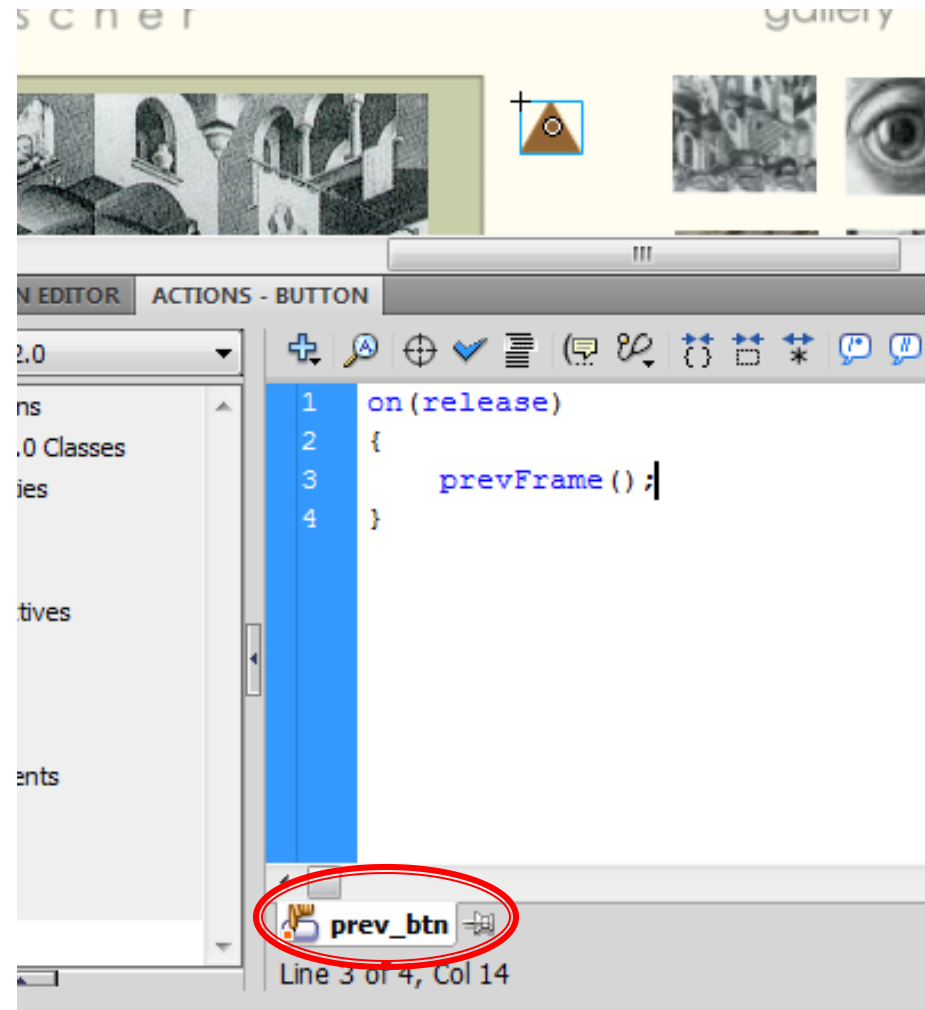 scher
gallery
N EDITOR ACTIONS - BUTTON
2.0
ns
.0 Classes
ies
tives
ents
1 on(release)
2 {
3 prevFrame();
4 }
prev_btn
Line 3 of 4, Col 14